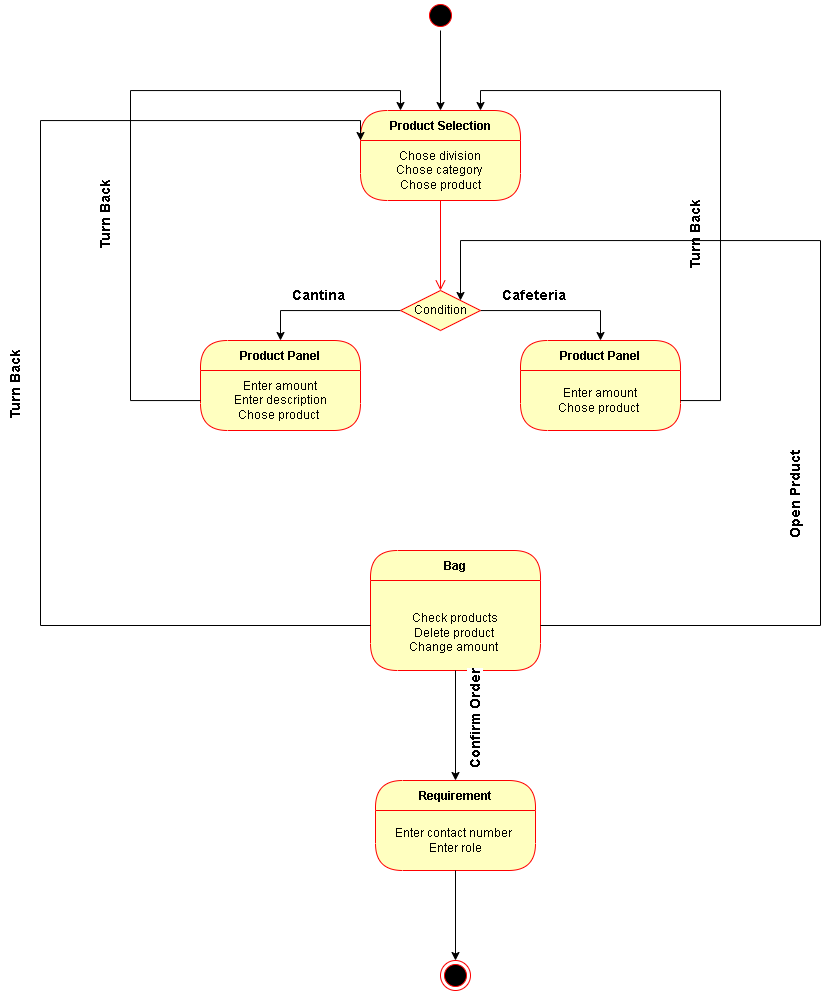 Product Selection
Chose division
Chose category
Chose product
Turn Back
Turn Back
Condition
Cantina
Cafeteria
Product Panel
Enter amount
Enter description
Chose product
Product Panel
Enter amount
Chose product
Turn Back
Open Prduct
Bag
Check products
Delete product
Change amount
Confirm Order
Requirement
Enter contact number
Enter role